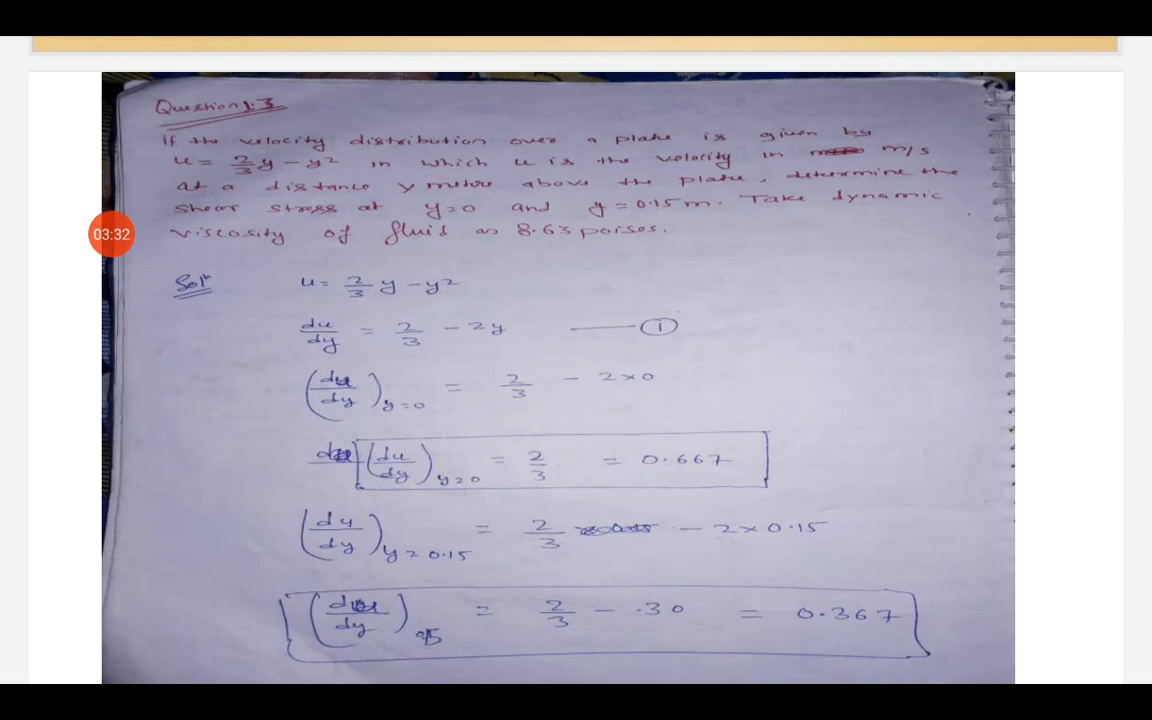 Question 1.3
If the velocity distribution over a plate is given by
u = 2/3 y - y² in which u is the velocity in m/s
at a distance y metre above the plate, determine the
shear stress at y=0 and y=0.15m. Take dynamic
03:32
viscosity of fluid as 8.63 poises.
Solⁿ u= 2/3 y - y²
du/dy = 2/3 - 2y —— ①
(du/dy)y=0 = 2/3 - 2×0
(du/dy)y=0 = 2/3 = 0.667
(du/dy)y=0.15 = 2/3 - 2×0.15
(du/dy) = 2/3 - .30 = 0.367